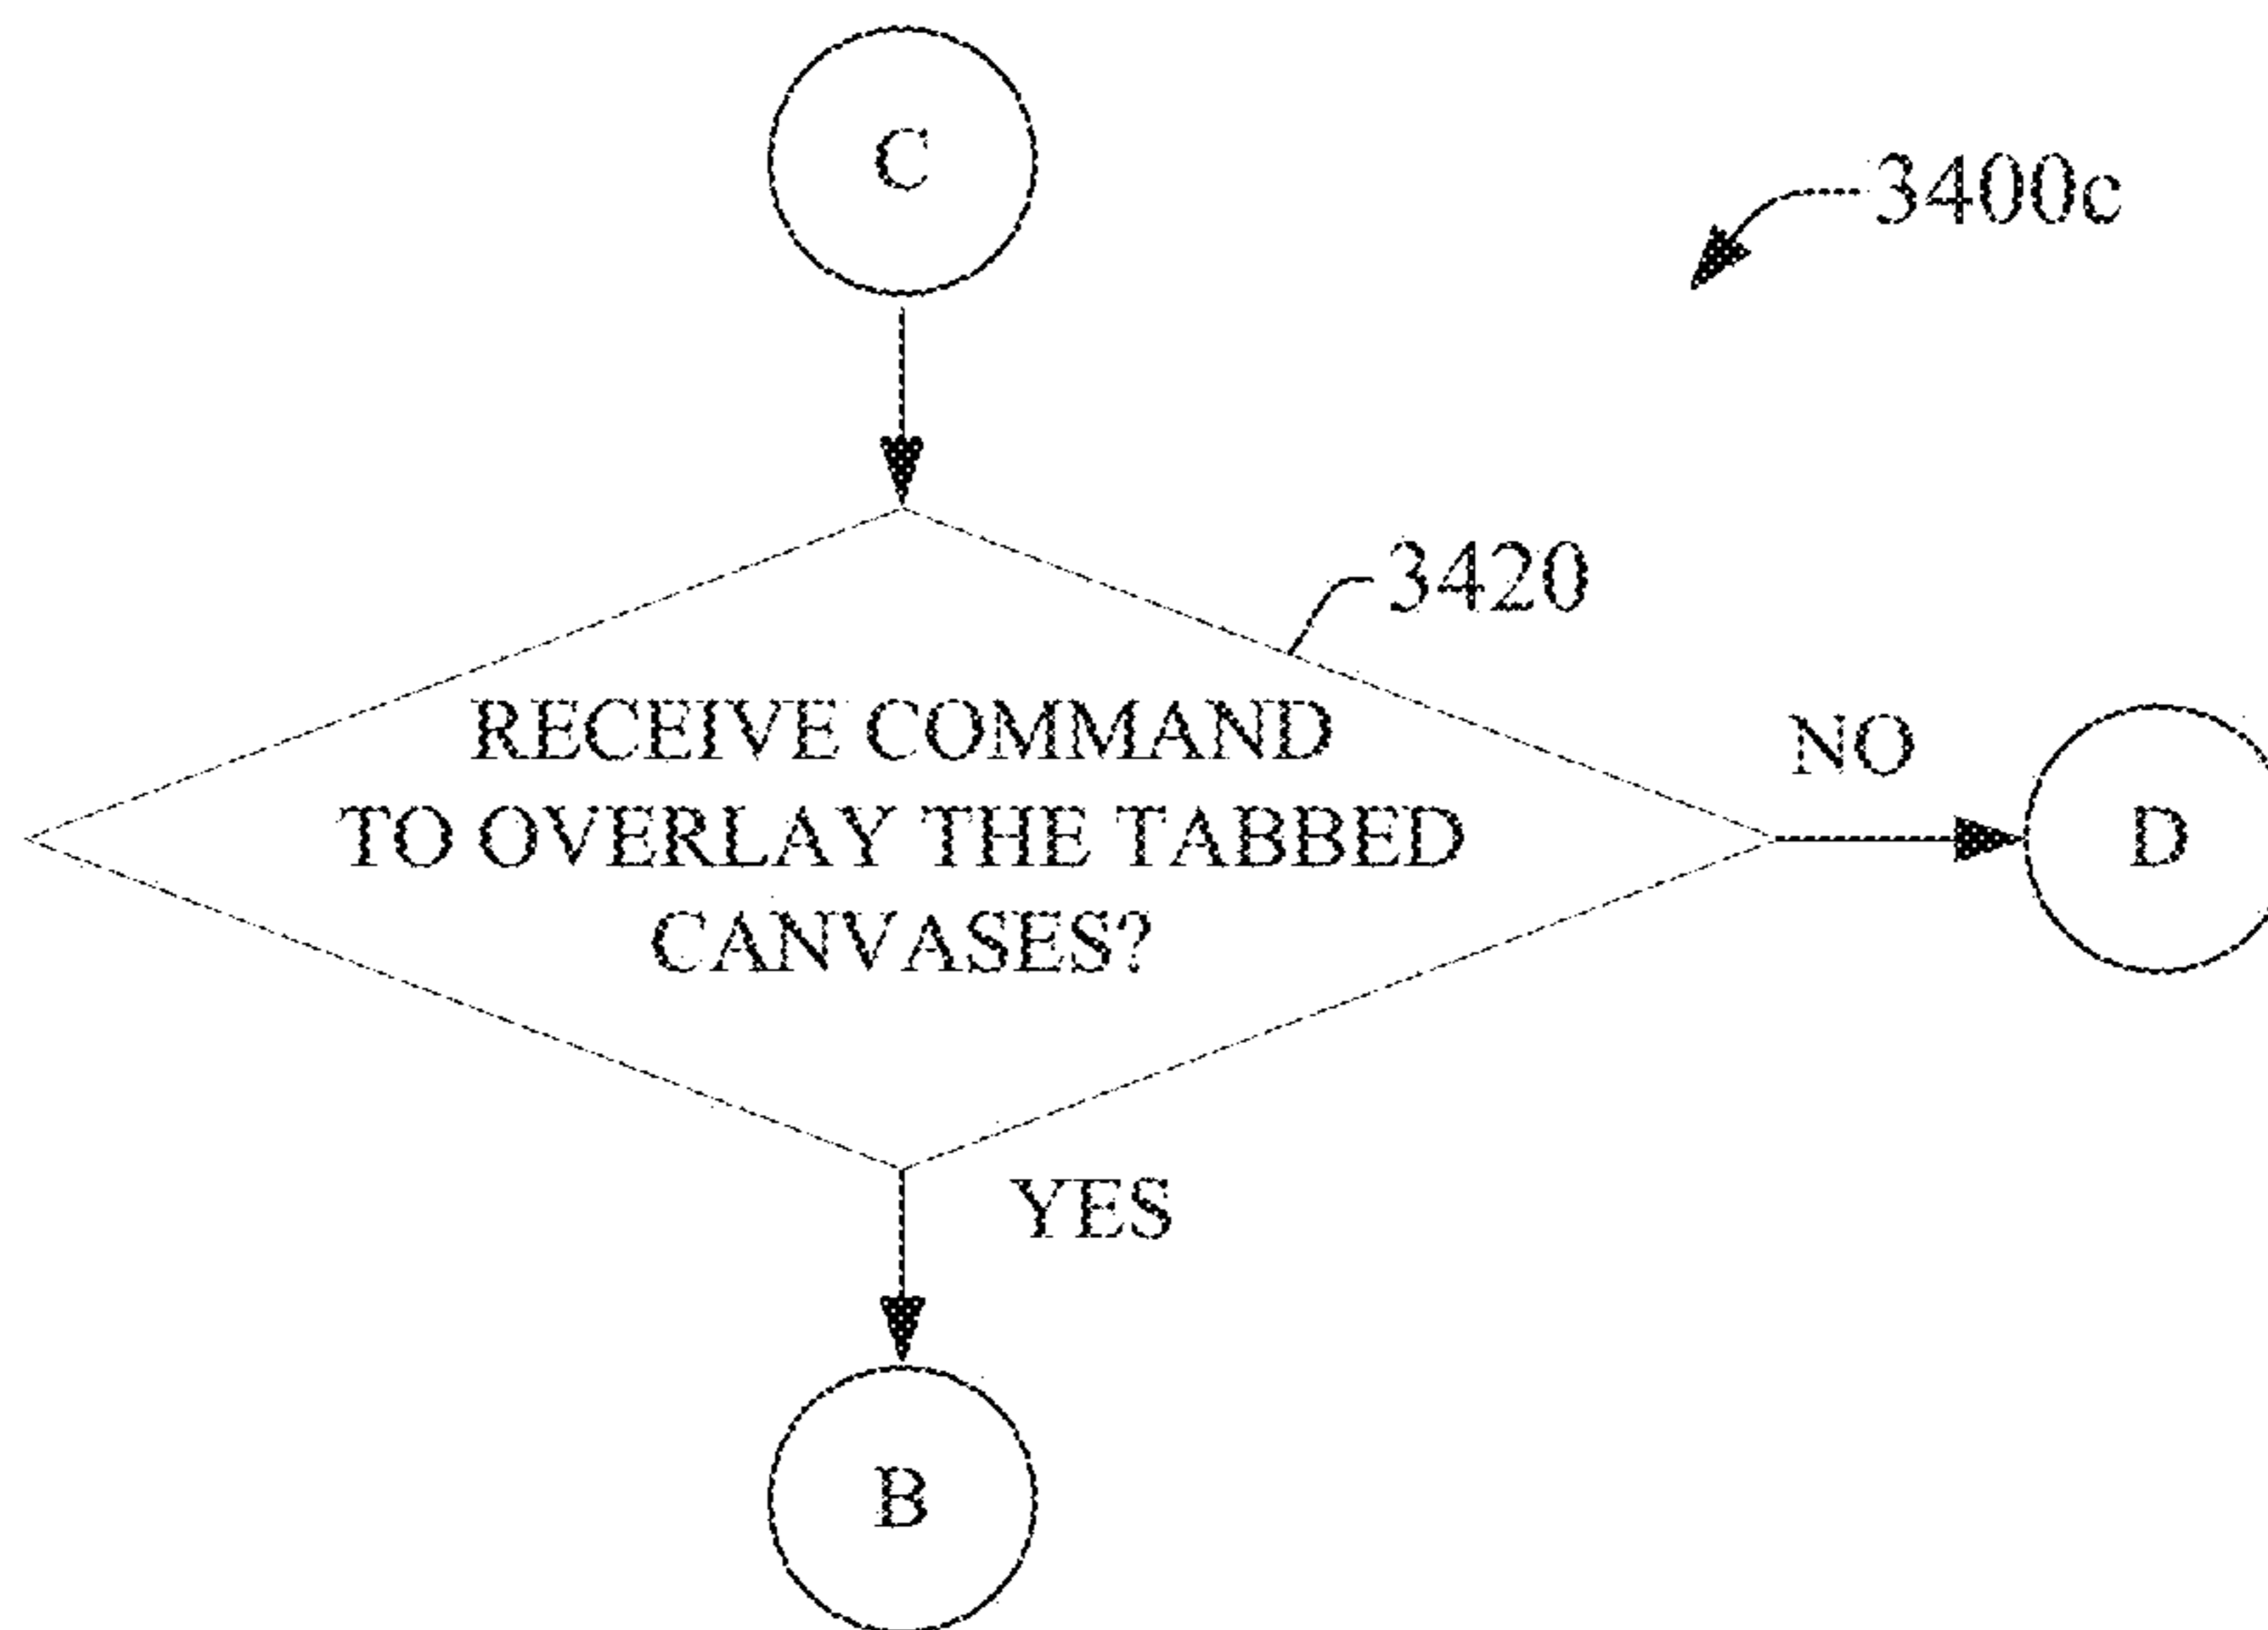 C
3400c
3420
RECEIVE COMMAND
TO OVERLAY THE TABBED
CANVASES?
NO
D
YES
B